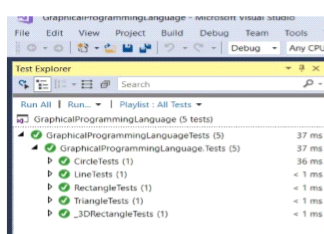 GraphicalProgrammingLanguage - Microsoft Visual Studio
File Edit View Project Build Debug Team Tools
Debug Any CPU
Test Explorer
Search
Run All | Run... | Playlist : All Tests
GraphicalProgrammingLanguage (5 tests)
GraphicalProgrammingLanguageTests (5) 37 ms
GraphicalProgrammingLanguage.Tests (5) 37 ms
CircleTests (1) 36 ms
LineTests (1) < 1 ms
RectangleTests (1) < 1 ms
TriangleTests (1) < 1 ms
_3DRectangleTests (1) < 1 ms